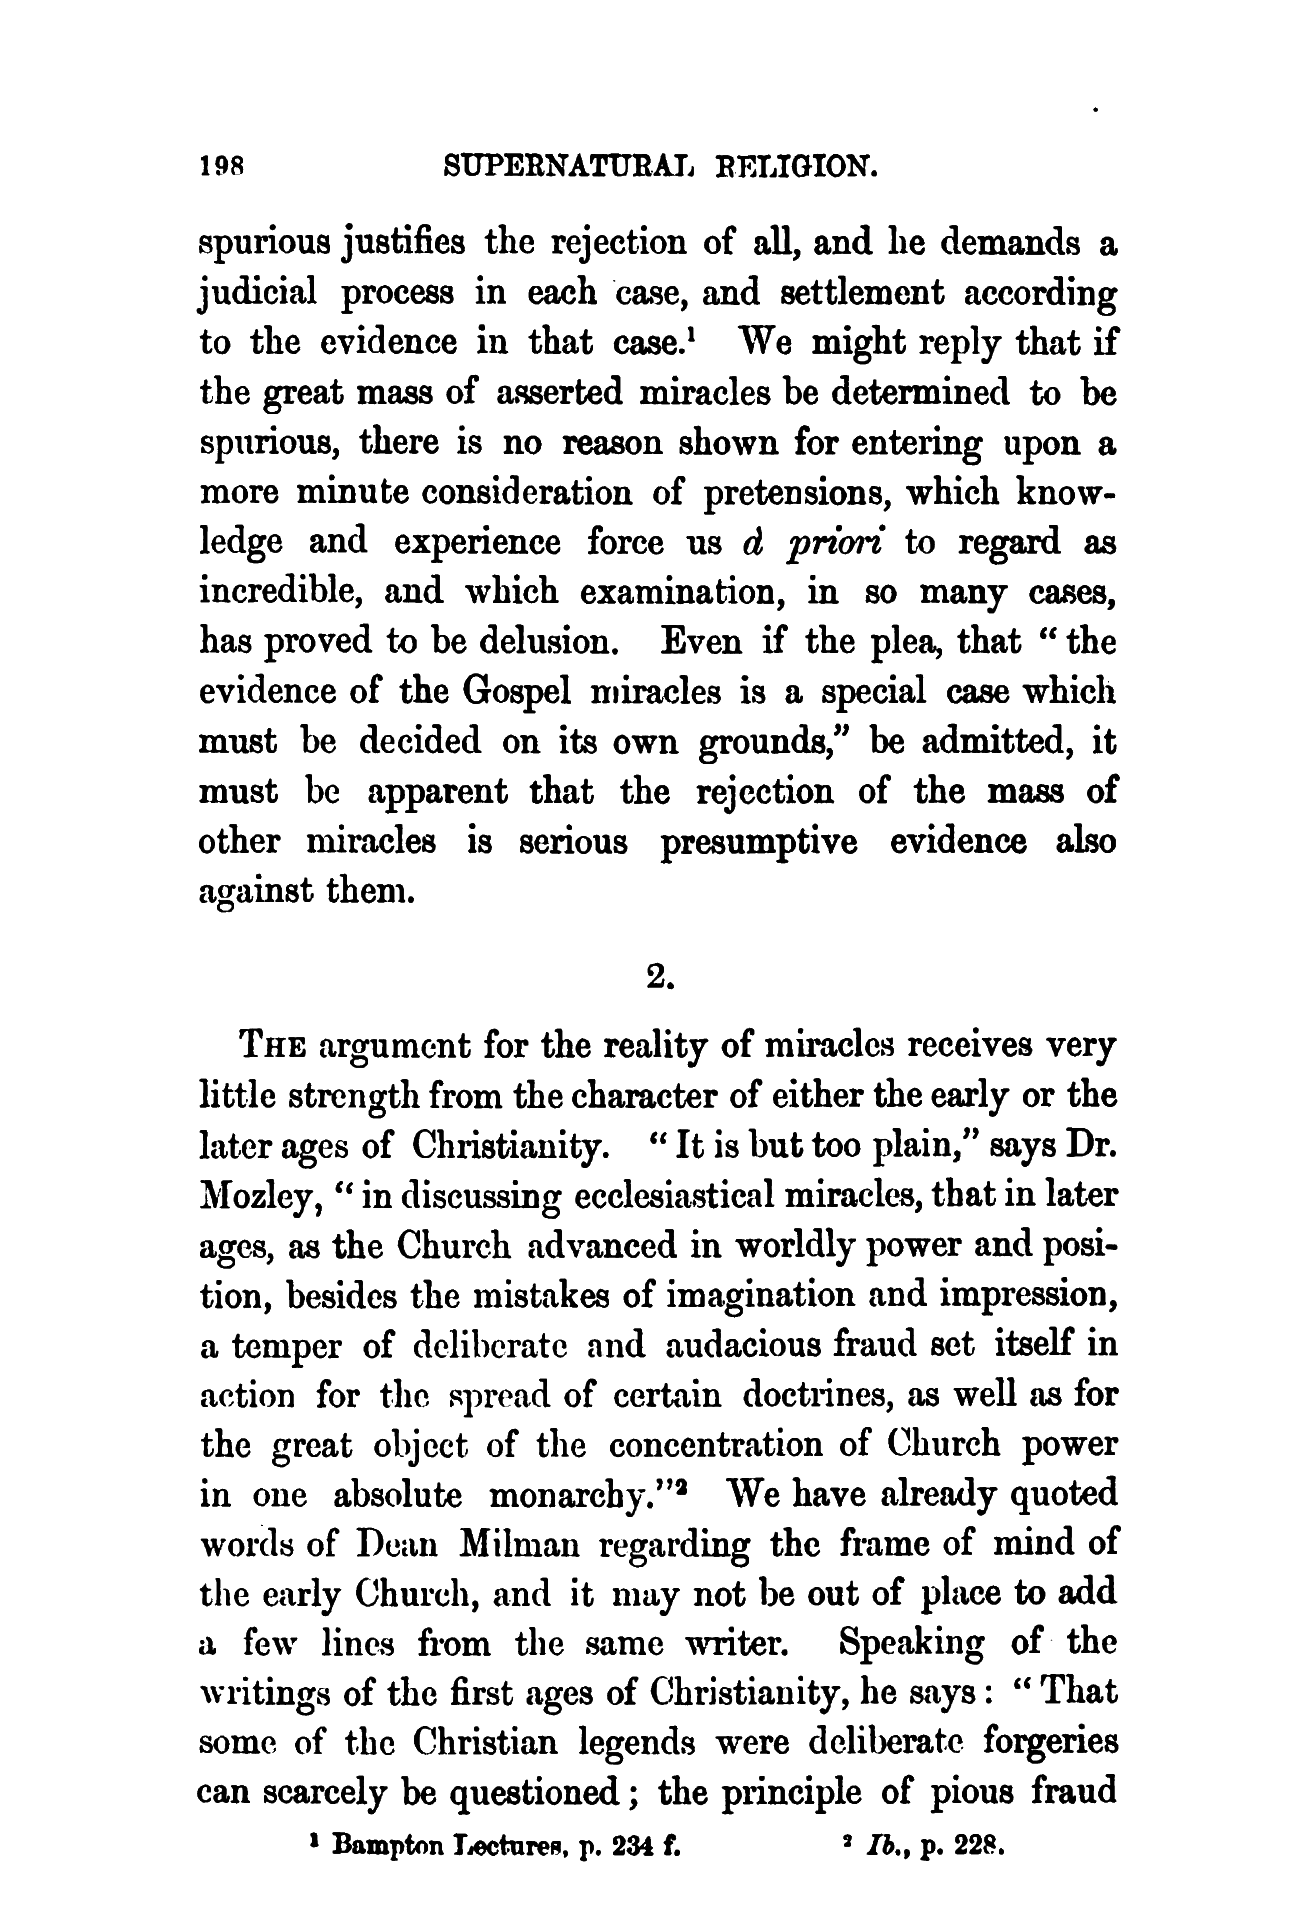 198 SUPERNATURAL RELIGION.
spurious justifies the rejection of all, and he demands a
judicial process in each case, and settlement according
to the evidence in that case.¹ We might reply that if
the great mass of asserted miracles be determined to be
spurious, there is no reason shown for entering upon a
more minute consideration of pretensions, which know-
ledge and experience force us à priori to regard as
incredible, and which examination, in so many cases,
has proved to be delusion. Even if the plea, that “ the
evidence of the Gospel miracles is a special case which
must be decided on its own grounds,” be admitted, it
must be apparent that the rejection of the mass of
other miracles is serious presumptive evidence also
against them.
2.
THE argument for the reality of miracles receives very
little strength from the character of either the early or the
later ages of Christianity. “ It is but too plain,” says Dr.
Mozley, “ in discussing ecclesiastical miracles, that in later
ages, as the Church advanced in worldly power and posi-
tion, besides the mistakes of imagination and impression,
a temper of deliberate and audacious fraud set itself in
action for the spread of certain doctrines, as well as for
the great object of the concentration of Church power
in one absolute monarchy.”² We have already quoted
words of Dean Milman regarding the frame of mind of
the early Church, and it may not be out of place to add
a few lines from the same writer. Speaking of the
writings of the first ages of Christianity, he says : “ That
some of the Christian legends were deliberate forgeries
can scarcely be questioned ; the principle of pious fraud
¹ Bampton Lectures, p. 234 f. ² Ib., p. 228.